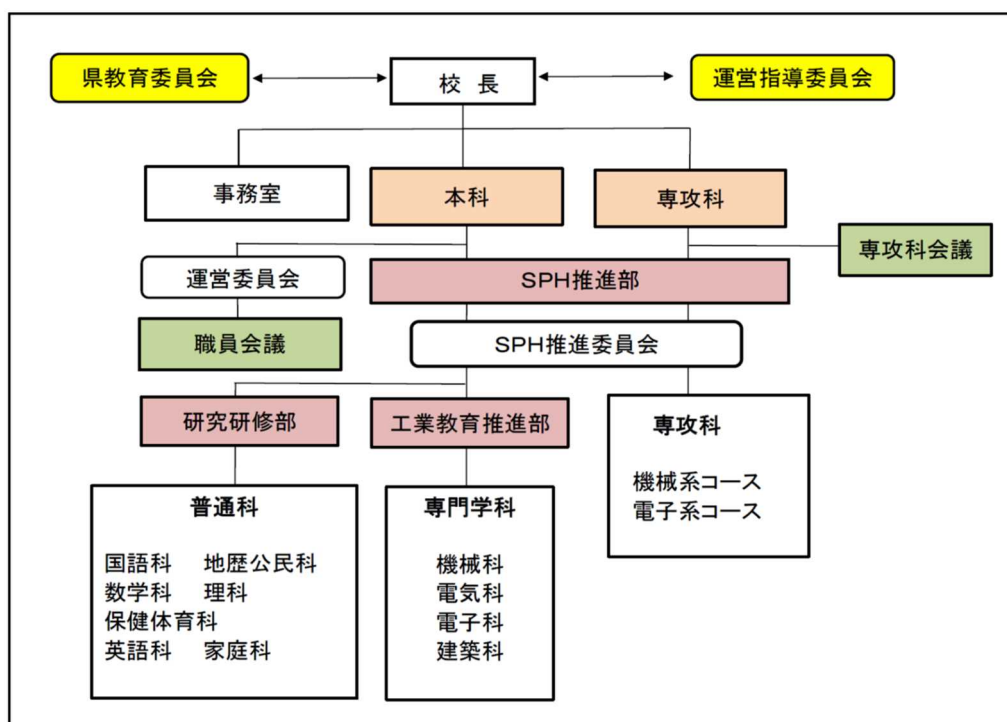 県教育委員会
校 長
運営指導委員会
事務室
本科
専攻科
専攻科会議
運営委員会
SPH推進部
職員会議
SPH推進委員会
研究研修部
工業教育推進部
専攻科
機械系コース
電子系コース
普通科
国語科 地歴公民科
数学科 理科
保健体育科
英語科 家庭科
専門学科
機械科
電気科
電子科
建築科